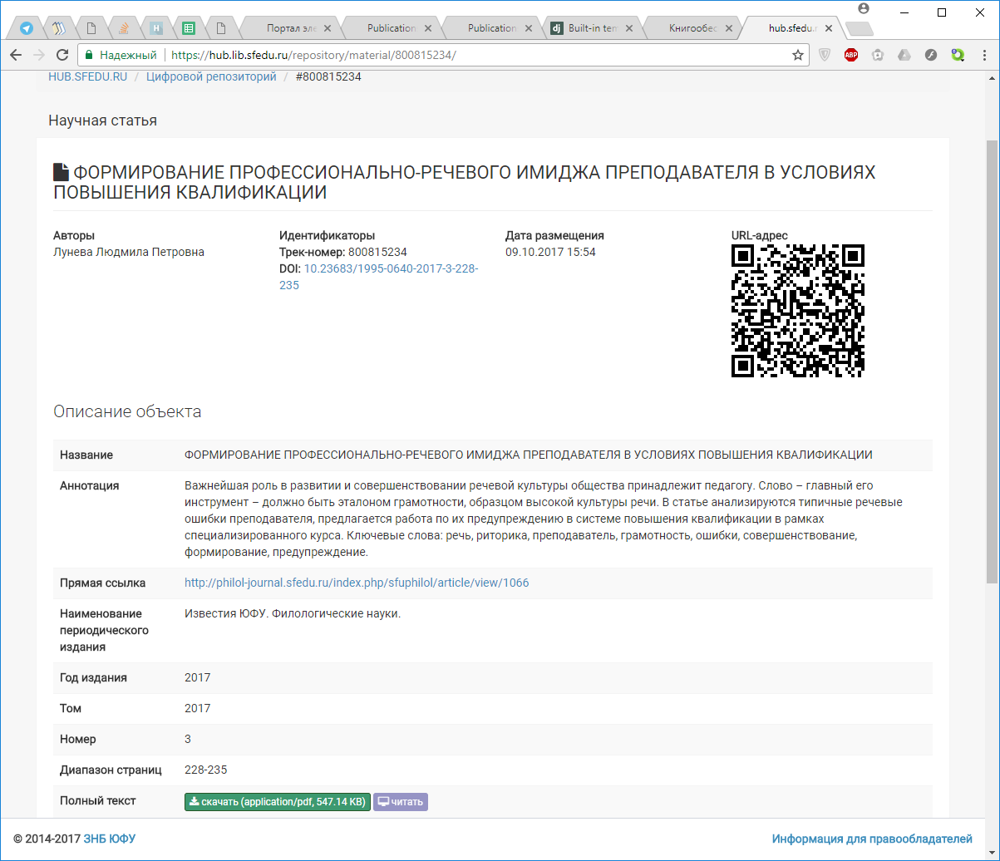 Портал эле
Publication
Publication
dj Built-in tem
Книгообес
hub.sfedu.r
Надежный https://hub.lib.sfedu.ru/repository/material/800815234/
ABP
HUB.SFEDU.RU / Цифровой репозиторий / #800815234
Научная статья
ФОРМИРОВАНИЕ ПРОФЕССИОНАЛЬНО-РЕЧЕВОГО ИМИДЖА ПРЕПОДАВАТЕЛЯ В УСЛОВИЯХ
ПОВЫШЕНИЯ КВАЛИФИКАЦИИ
Авторы
Лунева Людмила Петровна
Идентификаторы
Трек-номер: 800815234
DOI: 10.23683/1995-0640-2017-3-228-
235
Дата размещения
09.10.2017 15:54
URL-адрес
Описание объекта
Название ФОРМИРОВАНИЕ ПРОФЕССИОНАЛЬНО-РЕЧЕВОГО ИМИДЖА ПРЕПОДАВАТЕЛЯ В УСЛОВИЯХ ПОВЫШЕНИЯ КВАЛИФИКАЦИИ
Аннотация Важнейшая роль в развитии и совершенствовании речевой культуры общества принадлежит педагогу. Слово – главный его
инструмент – должно быть эталоном грамотности, образцом высокой культуры речи. В статье анализируются типичные речевые
ошибки преподавателя, предлагается работа по их предупреждению в системе повышения квалификации в рамках
специализированного курса. Ключевые слова: речь, риторика, преподаватель, грамотность, ошибки, совершенствование,
формирование, предупреждение.
Прямая ссылка http://philol-journal.sfedu.ru/index.php/sfuphilol/article/view/1066
Наименование
периодического
издания
Известия ЮФУ. Филологические науки.
Год издания 2017
Том 2017
Номер 3
Диапазон страниц 228-235
Полный текст скачать (application/pdf, 547.14 KB) читать
© 2014-2017 ЗНБ ЮФУ
Информация для правообладателей